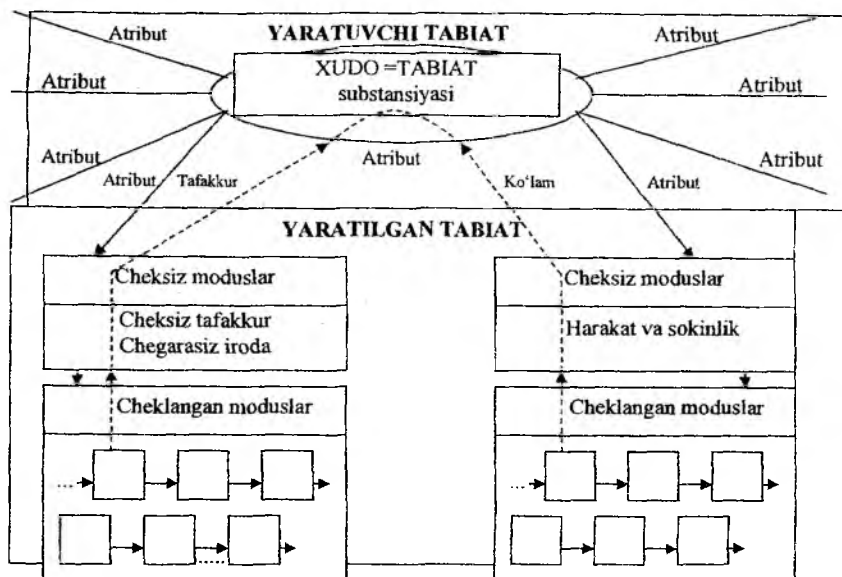 Atribut
YARATUVCHI TABIAT
Atribut
XUDO =TABIAT
substansiyasi
Atribut
Atribut
Atribut
Atribut
Atribut
Atribut
Tafakkur
Ko‘lam
Atribut
YARATILGAN TABIAT
Cheksiz moduslar
Cheksiz tafakkur
Chegarasiz iroda
Cheklangan moduslar
Cheksiz moduslar
Harakat va sokinlik
Cheklangan moduslar